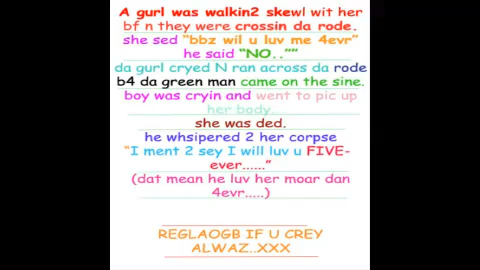 A gurl was walkin2 skewl wit her
bf n they were crossin da rode.
she sed “bbz wil u luv me 4evr”
he said “NO..””
da gurl cryed N ran across da rode
b4 da green man came on the sine.
boy was cryin and went to pic up
her body.
she was ded.
he whsipered 2 her corpse
“I ment 2 sey I will luv u FIVE-
ever......”
(dat mean he luv her moar dan
4evr.....)
REGLAOGB IF U CREY
ALWAZ..XXX